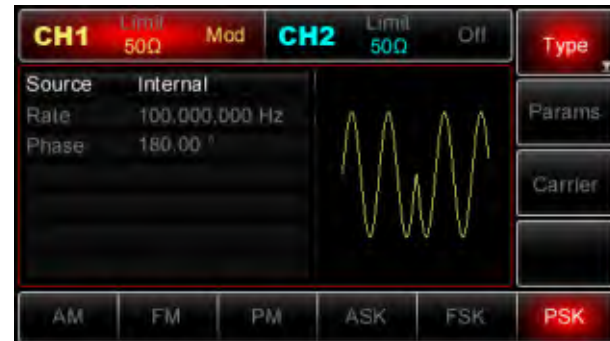 CH1 Limit 50Ω Mod CH2 Limit 50Ω Off Type
Source Internal
Rate 100.000,000 Hz
Phase 180.00 °
Params
Carrier
AM FM PM ASK FSK PSK